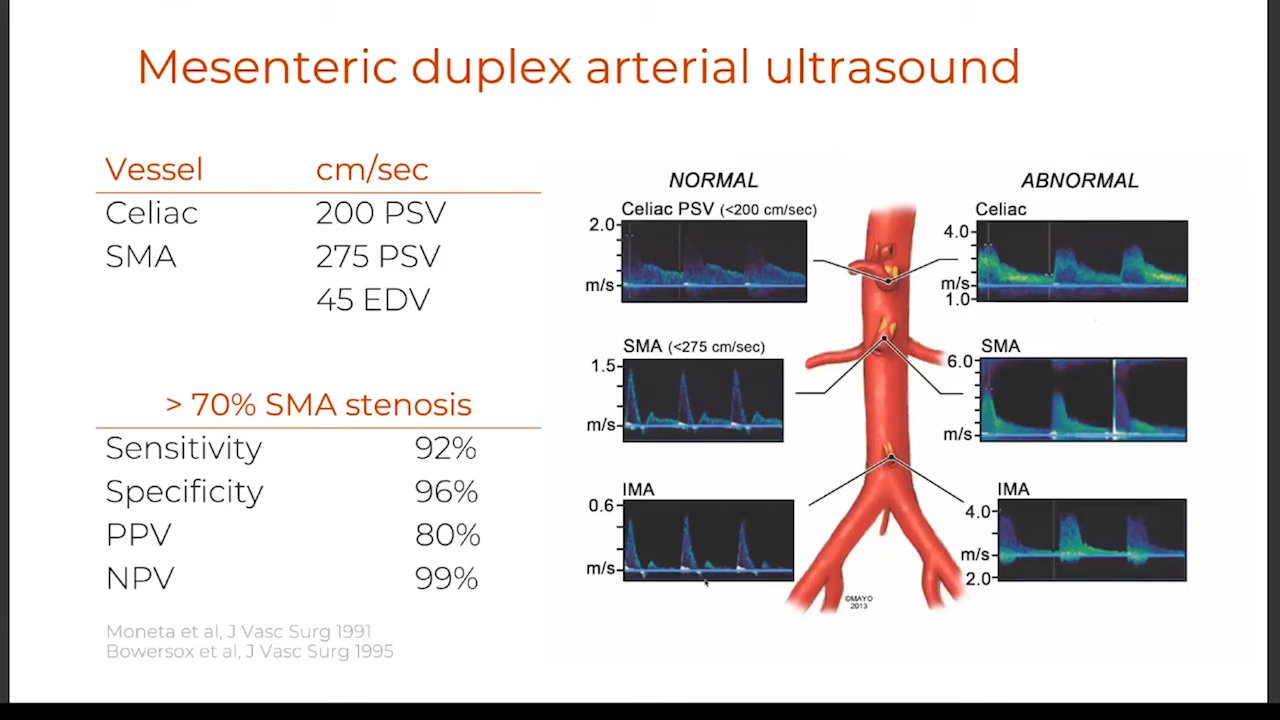 Mesenteric duplex arterial ultrasound
Vessel cm/sec
Celiac 200 PSV
SMA 275 PSV
45 EDV
> 70% SMA stenosis
Sensitivity 92%
Specificity 96%
PPV 80%
NPV 99%
Moneta et al, J Vasc Surg 1991
Bowersox et al, J Vasc Surg 1995
NORMAL
Celiac PSV (<200 cm/sec)
2.0
m/s
SMA (<275 cm/sec)
1.5
m/s
IMA
0.6
m/s
ABNORMAL
Celiac
4.0
m/s
1.0
SMA
6.0
m/s
IMA
4.0
m/s
2.0
©MAYO
2013